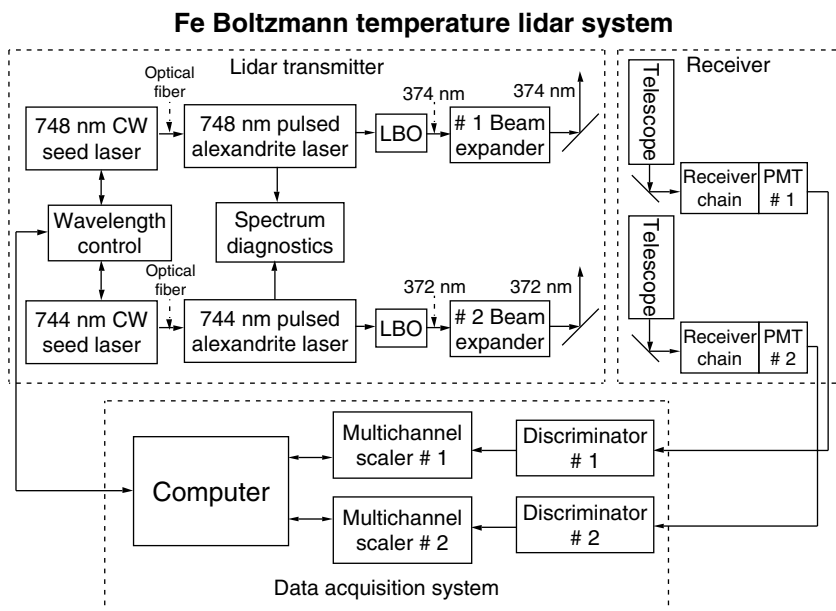 Fe Boltzmann temperature lidar system
Lidar transmitter
Receiver
Optical
fiber
374 nm
374 nm
748 nm CW
seed laser
748 nm pulsed
alexandrite laser
LBO
# 1 Beam
expander
Telescope
Receiver
chain
PMT
# 1
Wavelength
control
Spectrum
diagnostics
Optical
fiber
372 nm
372 nm
744 nm CW
seed laser
744 nm pulsed
alexandrite laser
LBO
# 2 Beam
expander
Telescope
Receiver
chain
PMT
# 2
Computer
Multichannel
scaler # 1
Discriminator
# 1
Multichannel
scaler # 2
Discriminator
# 2
Data acquisition system